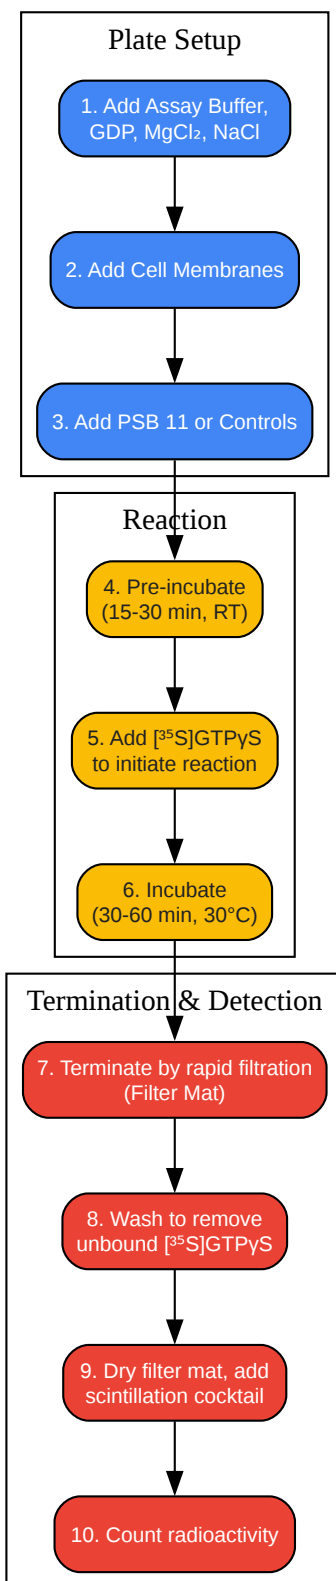 Plate Setup
1. Add Assay Buffer,
GDP, MgCl₂, NaCl
2. Add Cell Membranes
3. Add PSB 11 or Controls
Reaction
4. Pre-incubate
(15-30 min, RT)
5. Add [³⁵S]GTPγS
to initiate reaction
6. Incubate
(30-60 min, 30°C)
Termination & Detection
7. Terminate by rapid filtration
(Filter Mat)
8. Wash to remove
unbound [³⁵S]GTPγS
9. Dry filter mat, add
scintillation cocktail
10. Count radioactivity